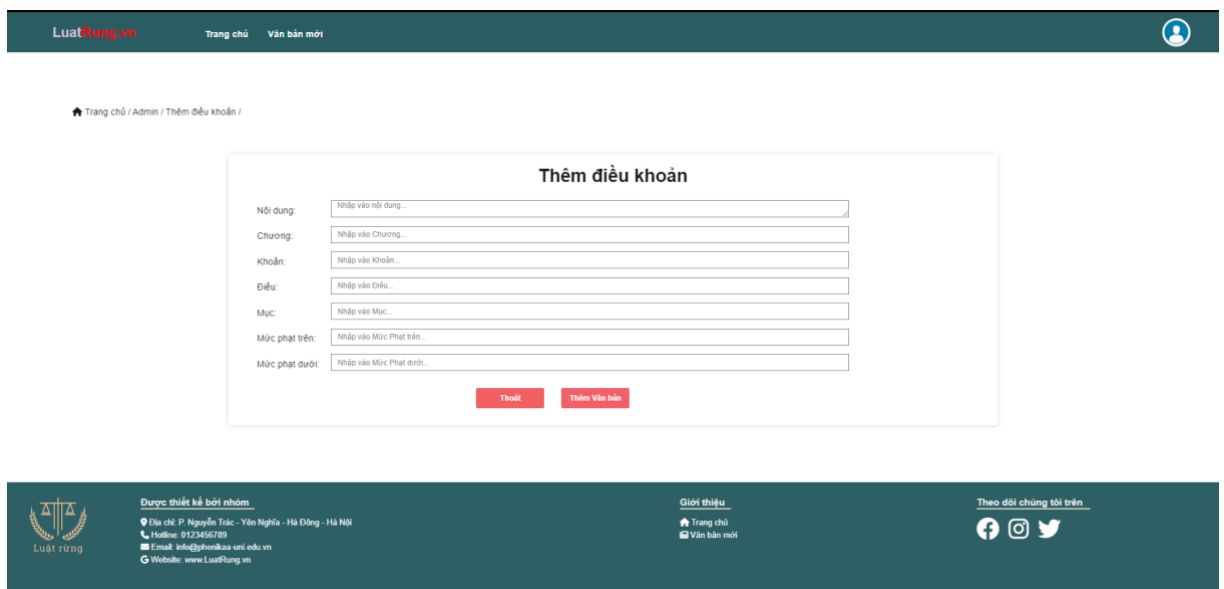 LuatRung.vn Trang chủ Văn bản mới
Trang chủ / Admin / Thêm điều khoản /
Thêm điều khoản
Nội dung: Nhập vào nội dung...
Chương: Nhập vào Chương...
Khoản: Nhập vào Khoản...
Điều: Nhập vào Điều...
Mục: Nhập vào Mục...
Mức phạt trên: Nhập vào Mức Phạt trên...
Mức phạt dưới: Nhập vào Mức Phạt dưới...
Thoát Thêm Văn bản
Luật rừng
Được thiết kế bởi nhóm
Địa chỉ: P. Nguyễn Trác - Yên Nghĩa - Hà Đông - Hà Nội
Hotline: 0123456789
Email: info@phenikaa-uni.edu.vn
Website: www.LuatRung.vn
Giới thiệu
Trang chủ
Văn bản mới
Theo dõi chúng tôi trên